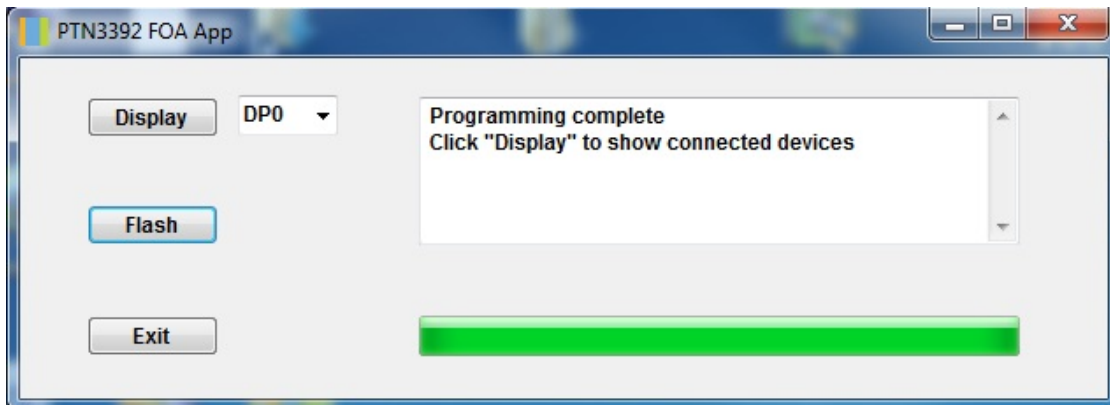 PTN3392 FOA App
Display
DP0
Programming complete
Click "Display" to show connected devices
Flash
Exit